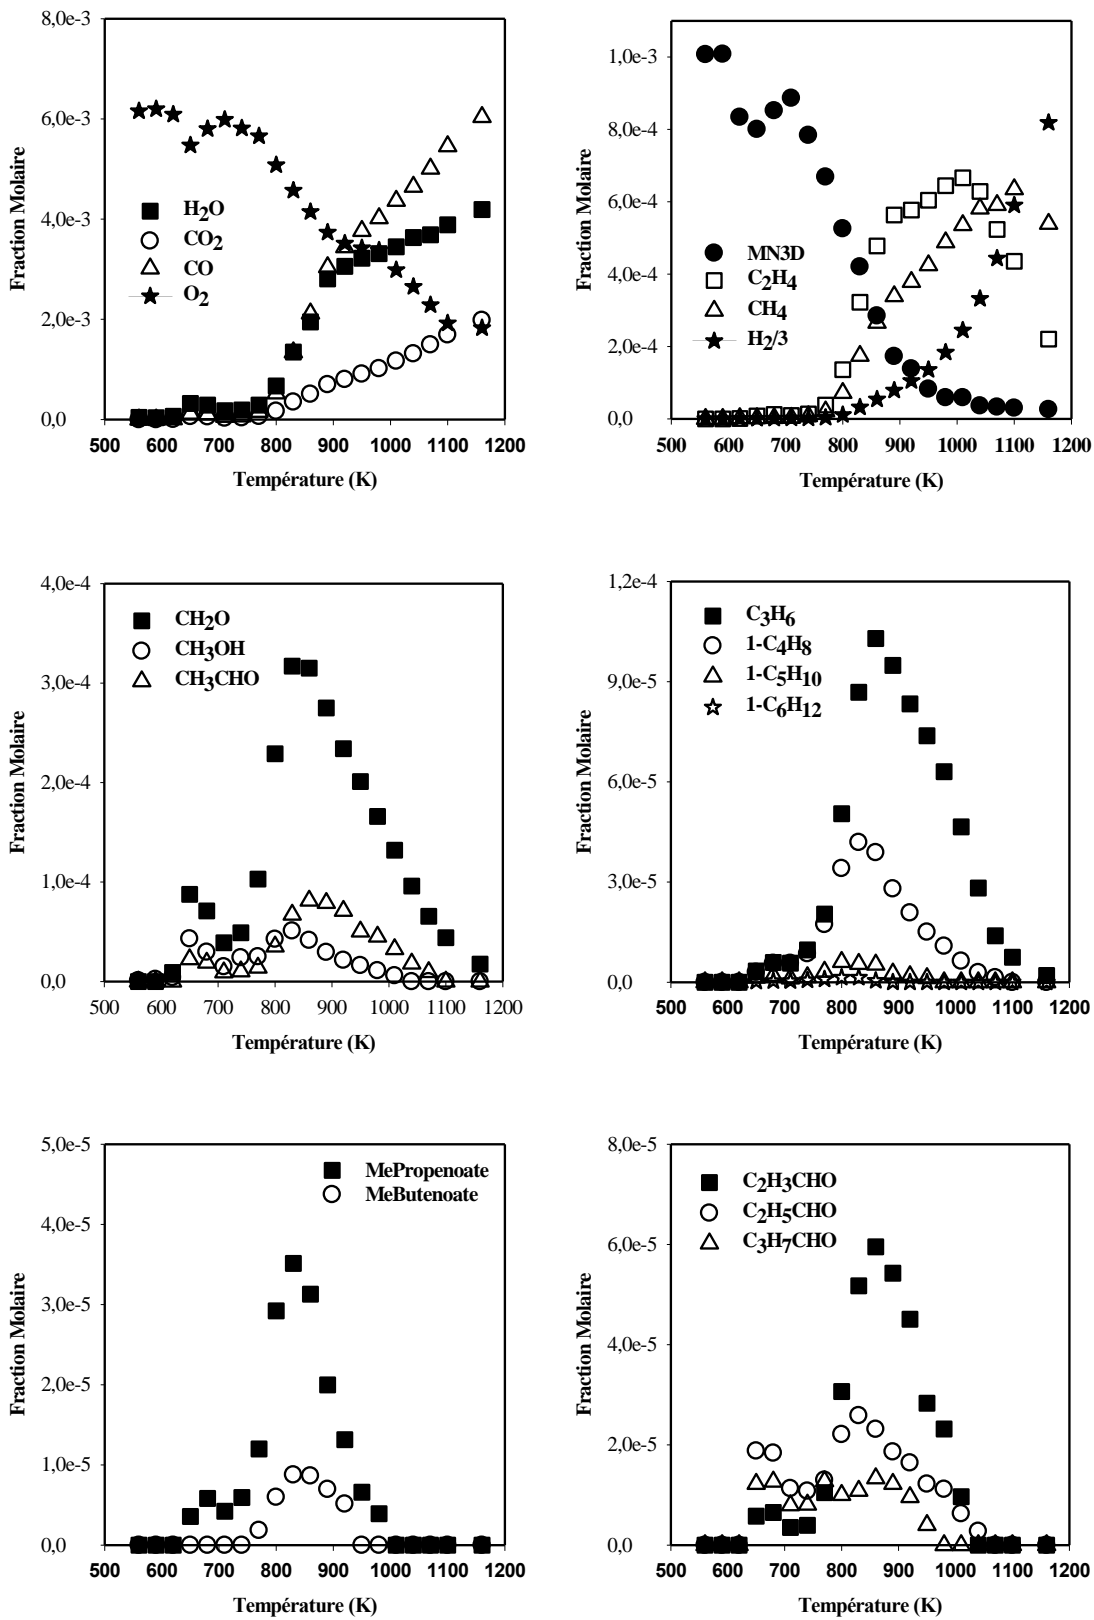 8,0e-3
6,0e-3
4,0e-3
2,0e-3
0,0
Fraction Molaire
H2O
CO2
CO
O2
500 600 700 800 900 1000 1100 1200
Température (K)
1,0e-3
8,0e-4
6,0e-4
4,0e-4
2,0e-4
0,0
Fraction Molaire
MN3D
C2H4
CH4
H2/3
500 600 700 800 900 1000 1100 1200
Température (K)
4,0e-4
3,0e-4
2,0e-4
1,0e-4
0,0
Fraction Molaire
CH2O
CH3OH
CH3CHO
500 600 700 800 900 1000 1100 1200
Température (K)
1,2e-4
9,0e-5
6,0e-5
3,0e-5
0,0
Fraction Molaire
C3H6
1-C4H8
1-C5H10
1-C6H12
500 600 700 800 900 1000 1100 1200
Température (K)
5,0e-5
4,0e-5
3,0e-5
2,0e-5
1,0e-5
0,0
Fraction Molaire
MePropenoate
MeButenoate
500 600 700 800 900 1000 1100 1200
Température (K)
8,0e-5
6,0e-5
4,0e-5
2,0e-5
0,0
Fraction Molaire
C2H3CHO
C2H5CHO
C3H7CHO
500 600 700 800 900 1000 1100 1200
Température (K)